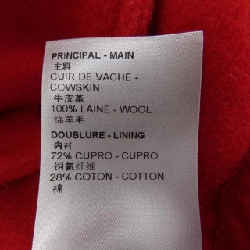 PRINCIPAL - MAIN
主料
CUIR DE VACHE -
COWSKIN
牛皮革
100% LAINE - WOOL
绵羊毛
DOUBLURE - LINING
内衬
72% CUPRO - CUPRO
铜氨纤维
28% COTON - COTTON
棉